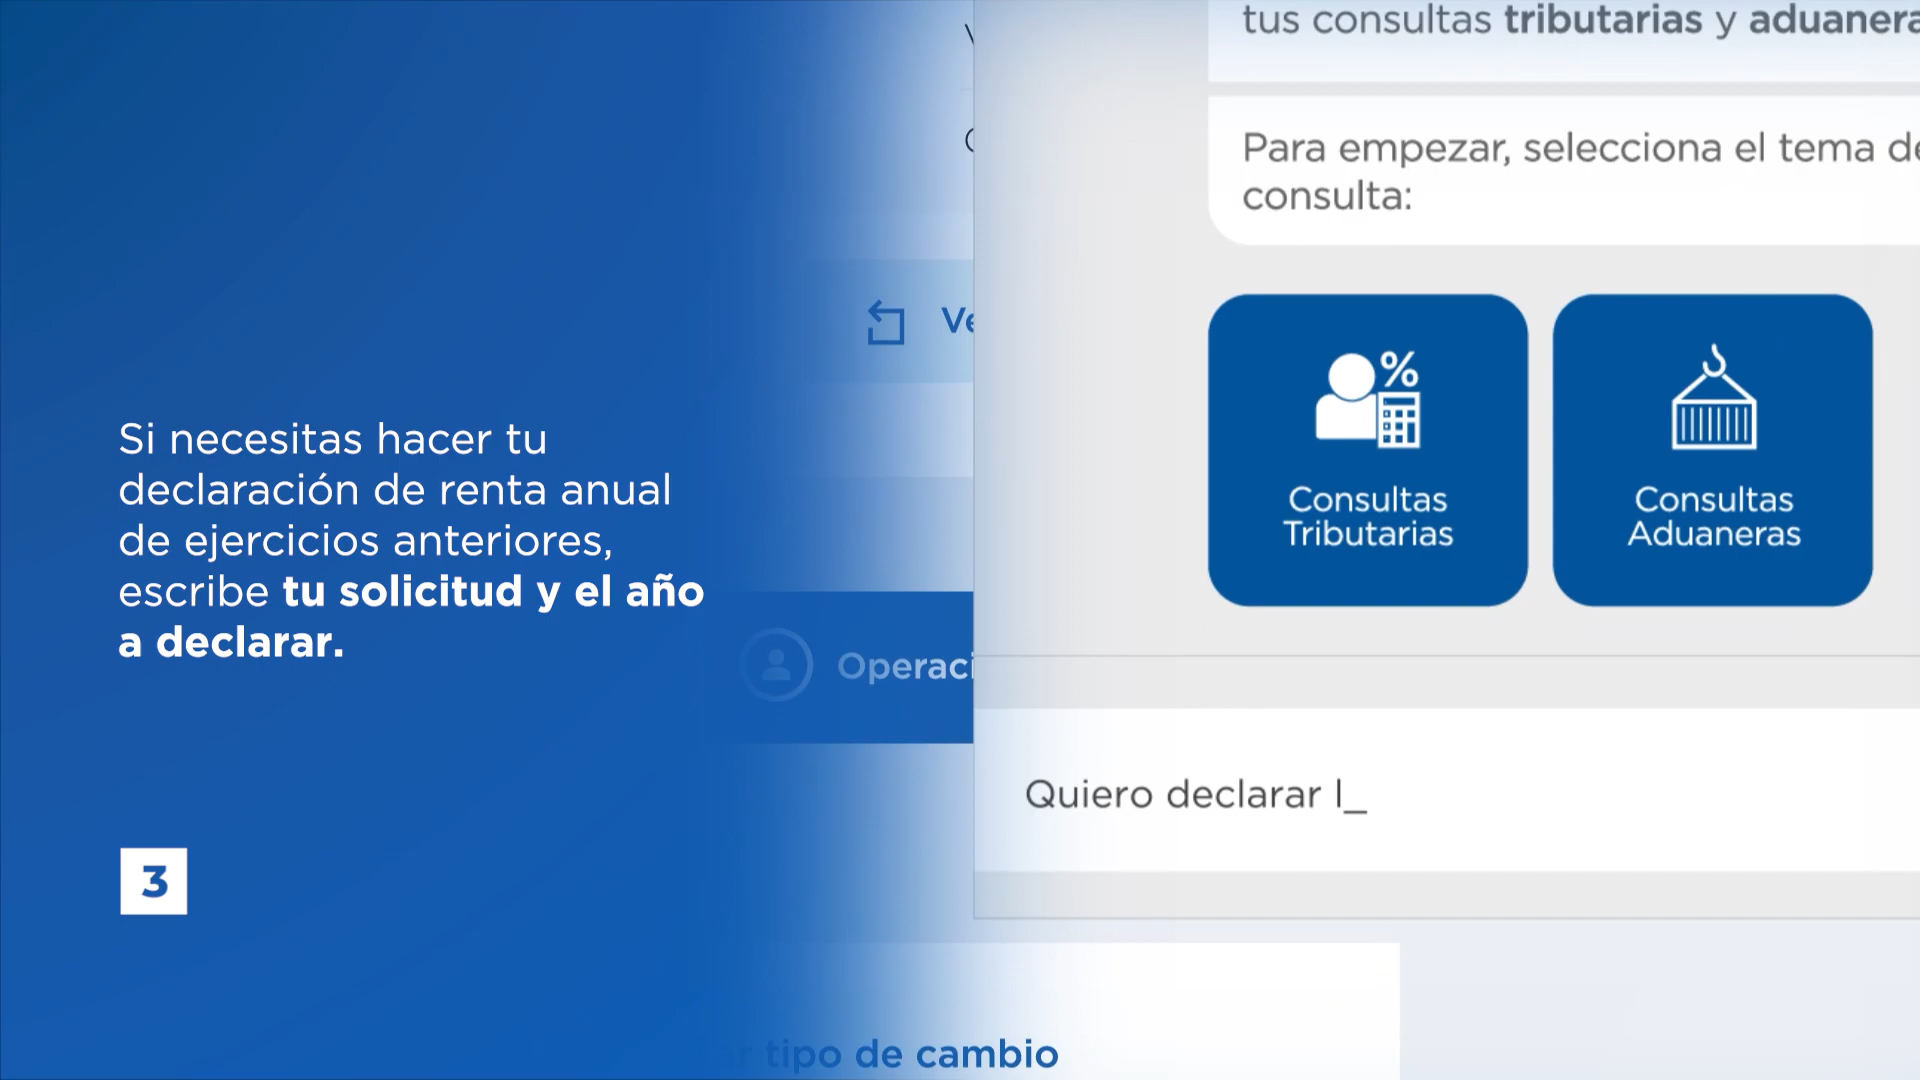 Si necesitas hacer tu
declaración de renta anual
de ejercicios anteriores,
escribe tu solicitud y el año
a declarar.
3
tus consultas tributarias y
Para empezar, selecciona el tema
consulta:
%
Consultas
Tributarias
Consultas
Aduaneras
Quiero declarar l_
tipo de cambio